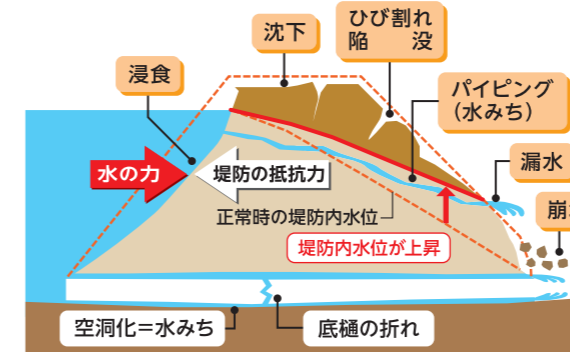 沈下
ひび割れ
陥没
浸食
パイピング
（水みち）
水の力
堤防の抵抗力
漏水
正常時の堤防内水位
崩
堤防内水位が上昇
空洞化＝水みち
底樋の折れ